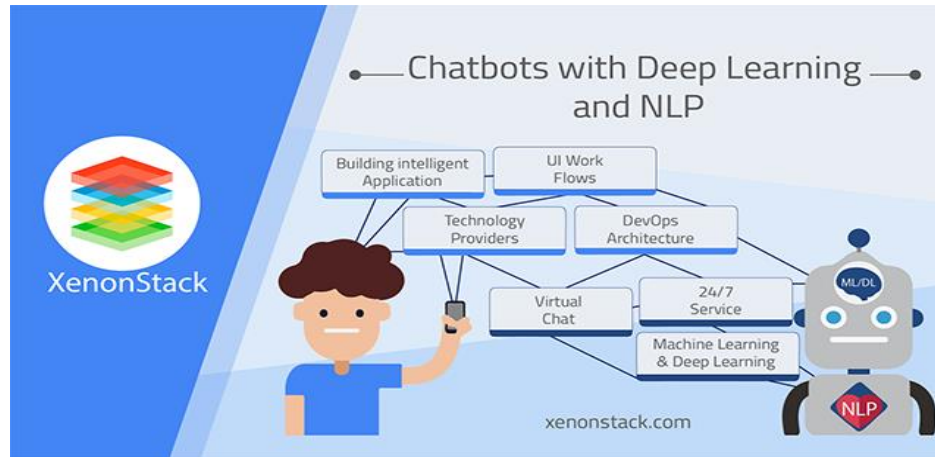 Chatbots with Deep Learning
and NLP
Building intelligent
Application
UI Work
Flows
Technology
Providers
DevOps
Architecture
XenonStack
Virtual
Chat
24/7
Service
ML/DL
Machine Learning
& Deep Learning
NLP
xenonstack.com